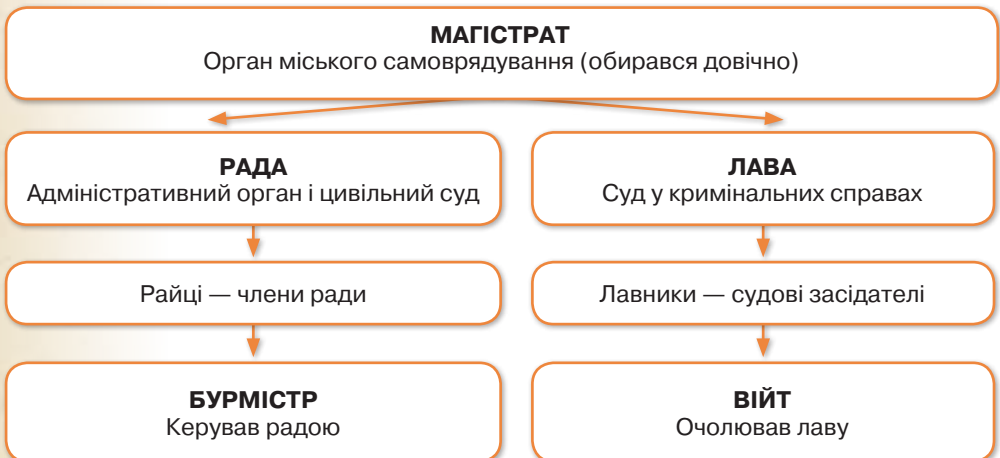 МАГІСТРАТ
Орган міського самоврядування (обирався довічно)
РАДА
Адміністративний орган і цивільний суд
ЛАВА
Суд у кримінальних справах
Райці — члени ради
Лавники — судові засідателі
БУРМІСТР
Керував радою
ВІЙТ
Очолював лаву